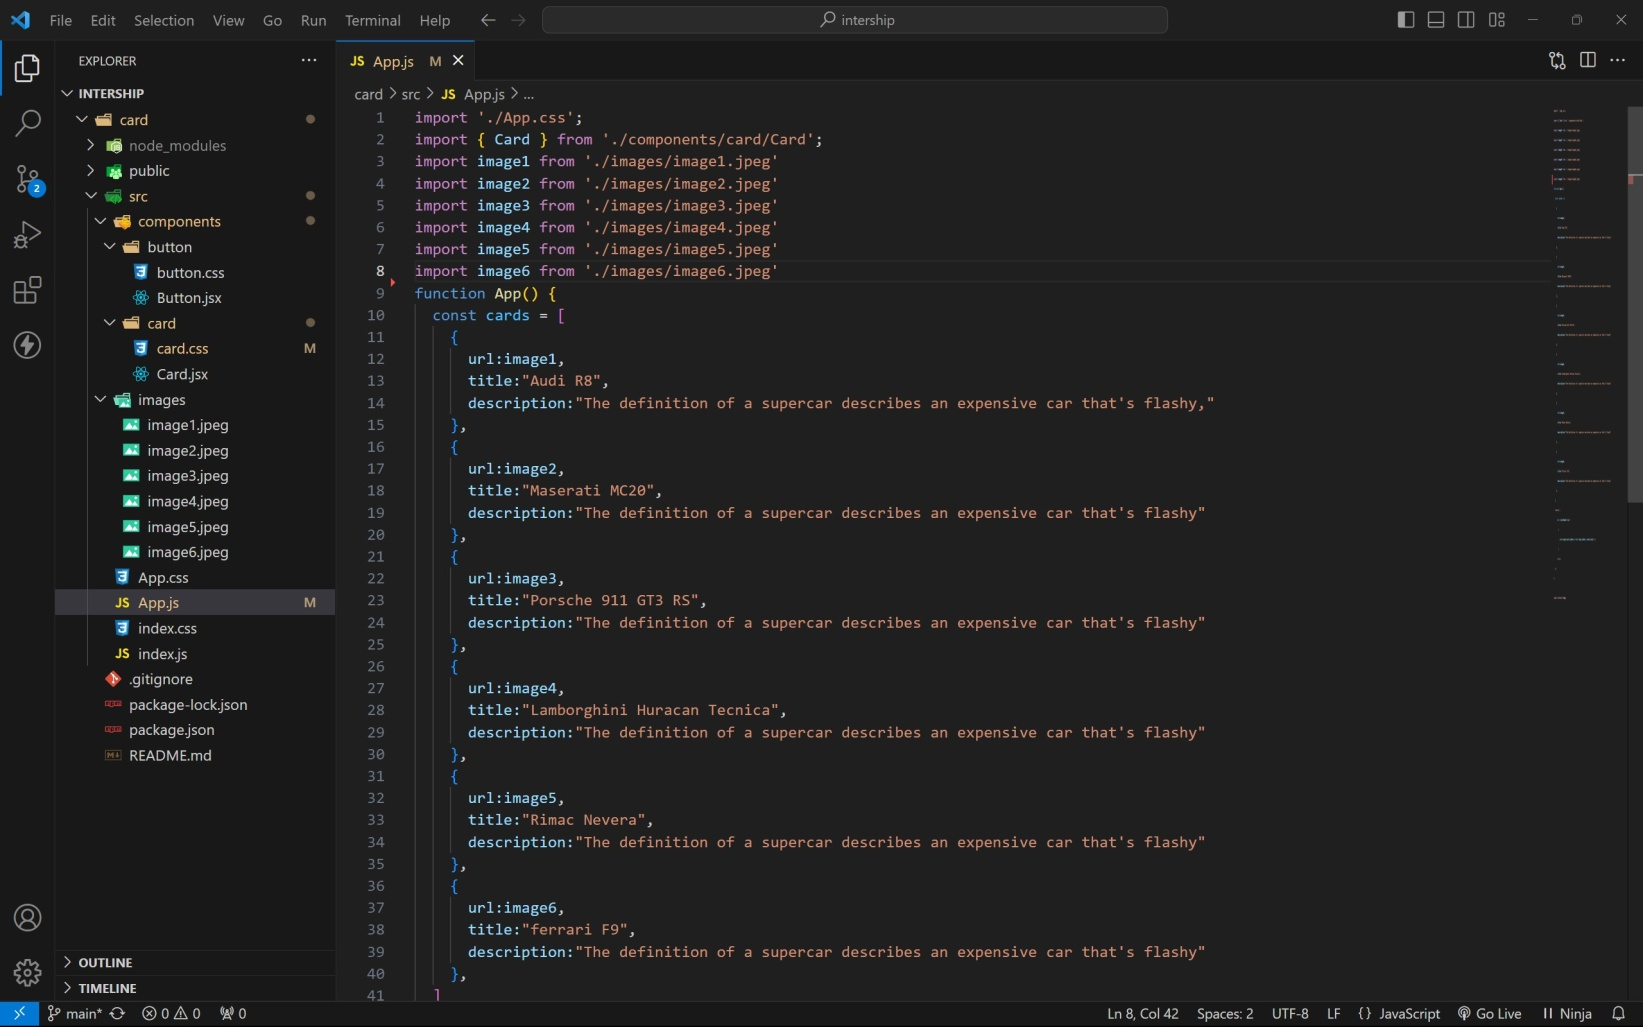 File Edit Selection View Go Run Terminal Help
intership
EXPLORER
INTERSHIP
card
node_modules
public
src
components
button
button.css
Button.jsx
card
card.css M
Card.jsx
images
image1.jpeg
image2.jpeg
image3.jpeg
image4.jpeg
image5.jpeg
image6.jpeg
App.css
JS App.js M
index.css
JS index.js
.gitignore
package-lock.json
package.json
README.md
OUTLINE
TIMELINE
2
JS App.js M
card > src > JS App.js > ...
1 import './App.css';
2 import { Card } from './components/card/Card';
3 import image1 from './images/image1.jpeg'
4 import image2 from './images/image2.jpeg'
5 import image3 from './images/image3.jpeg'
6 import image4 from './images/image4.jpeg'
7 import image5 from './images/image5.jpeg'
8 import image6 from './images/image6.jpeg'
9 function App() {
10 const cards = [
11 {
12 url:image1,
13 title:"Audi R8",
14 description:"The definition of a supercar describes an expensive car that's flashy,"
15 },
16 {
17 url:image2,
18 title:"Maserati MC20",
19 description:"The definition of a supercar describes an expensive car that's flashy"
20 },
21 {
22 url:image3,
23 title:"Porsche 911 GT3 RS",
24 description:"The definition of a supercar describes an expensive car that's flashy"
25 },
26 {
27 url:image4,
28 title:"Lamborghini Huracan Tecnica",
29 description:"The definition of a supercar describes an expensive car that's flashy"
30 },
31 {
32 url:image5,
33 title:"Rimac Nevera",
34 description:"The definition of a supercar describes an expensive car that's flashy"
35 },
36 {
37 url:image6,
38 title:"ferrari F9",
39 description:"The definition of a supercar describes an expensive car that's flashy"
40 },
41 ]
main* 0 0 0 Ln 8, Col 42 Spaces: 2 UTF-8 LF {} JavaScript Go Live Ninja